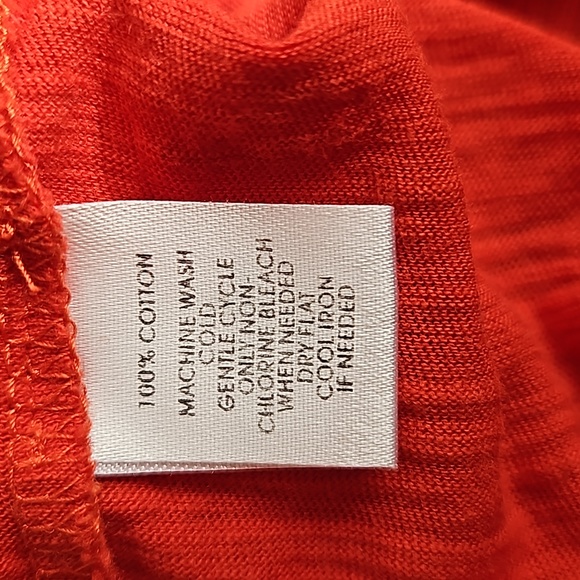 100% COTTON
MACHINE WASH
COLD
GENTLE CYCLE
ONLY NON-
CHLORINE BLEACH
WHEN NEEDED
DRY FLAT
COOL IRON
IF NEEDED